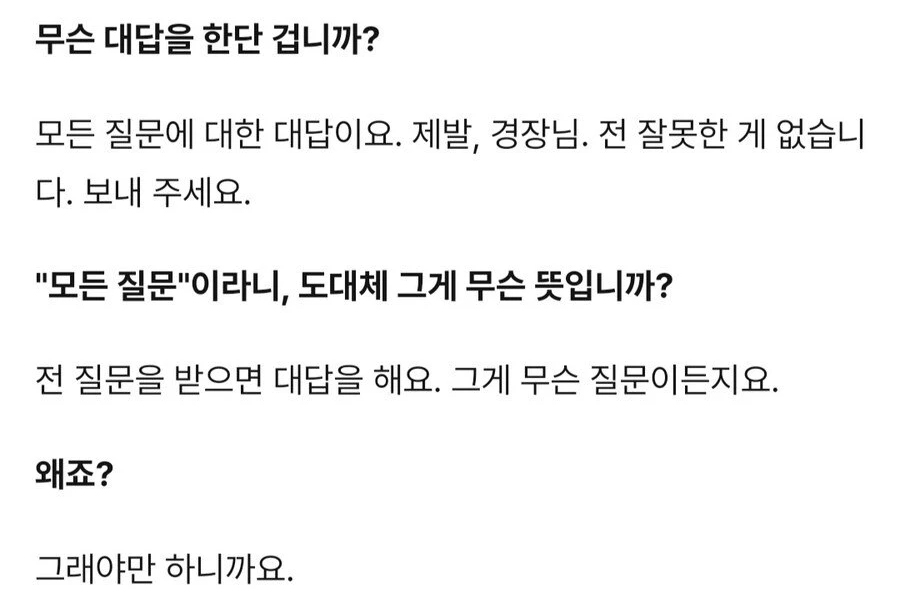 무슨 대답을 한단 겁니까?
모든 질문에 대한 대답이요. 제발, 경장님. 전 잘못한 게 없습니
다. 보내 주세요.
"모든 질문"이라니, 도대체 그게 무슨 뜻입니까?
전 질문을 받으면 대답을 해요. 그게 무슨 질문이든지요.
왜죠?
그래야만 하니까요.